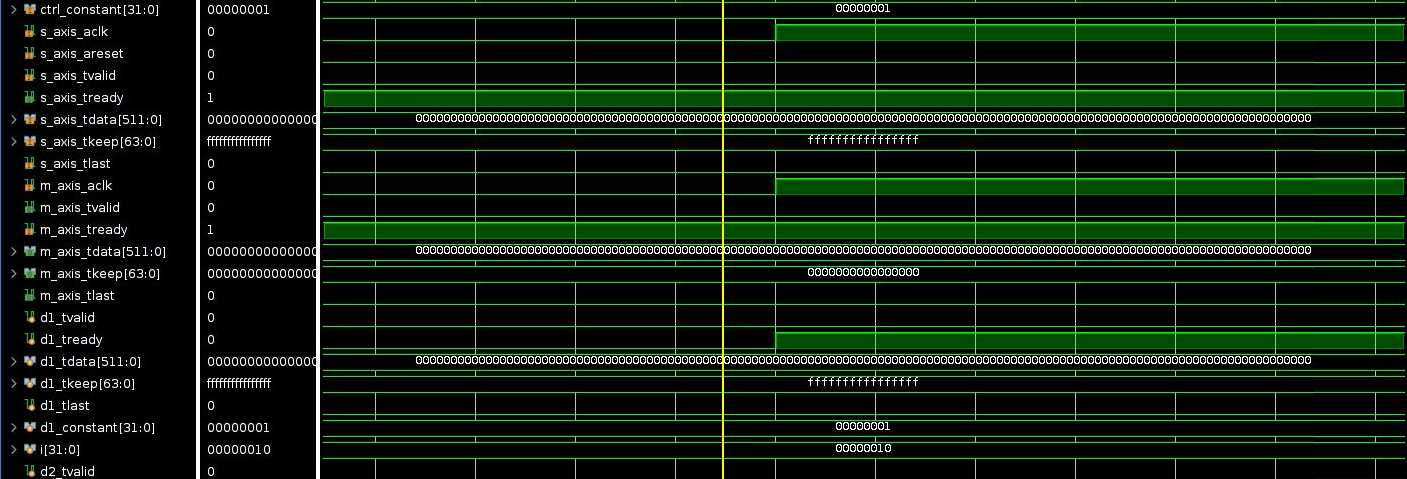 ctrl_constant[31:0] 00000001 00000001
s_axis_aclk 0
s_axis_areset 0
s_axis_tvalid 0
s_axis_tready 1
s_axis_tdata[511:0] 00000000000000 00000000000000000000000000000000000000000000000000000000000000000000000000000000000000000000000000000000000000000000000000000000000000
s_axis_tkeep[63:0] ffffffffffffffff ffffffffffffffff
s_axis_tlast 0
m_axis_aclk 0
m_axis_tvalid 0
m_axis_tready 1
m_axis_tdata[511:0] 00000000000000 00000000000000000000000000000000000000000000000000000000000000000000000000000000000000000000000000000000000000000000000000000000000000
m_axis_tkeep[63:0] 00000000000000 0000000000000000
m_axis_tlast 0
d1_tvalid 0
d1_tready 0
d1_tdata[511:0] 00000000000000 00000000000000000000000000000000000000000000000000000000000000000000000000000000000000000000000000000000000000000000000000000000000000
d1_tkeep[63:0] ffffffffffffffff ffffffffffffffff
d1_tlast 0
d1_constant[31:0] 00000001 00000001
i[31:0] 00000010 00000010
d2_tvalid 0